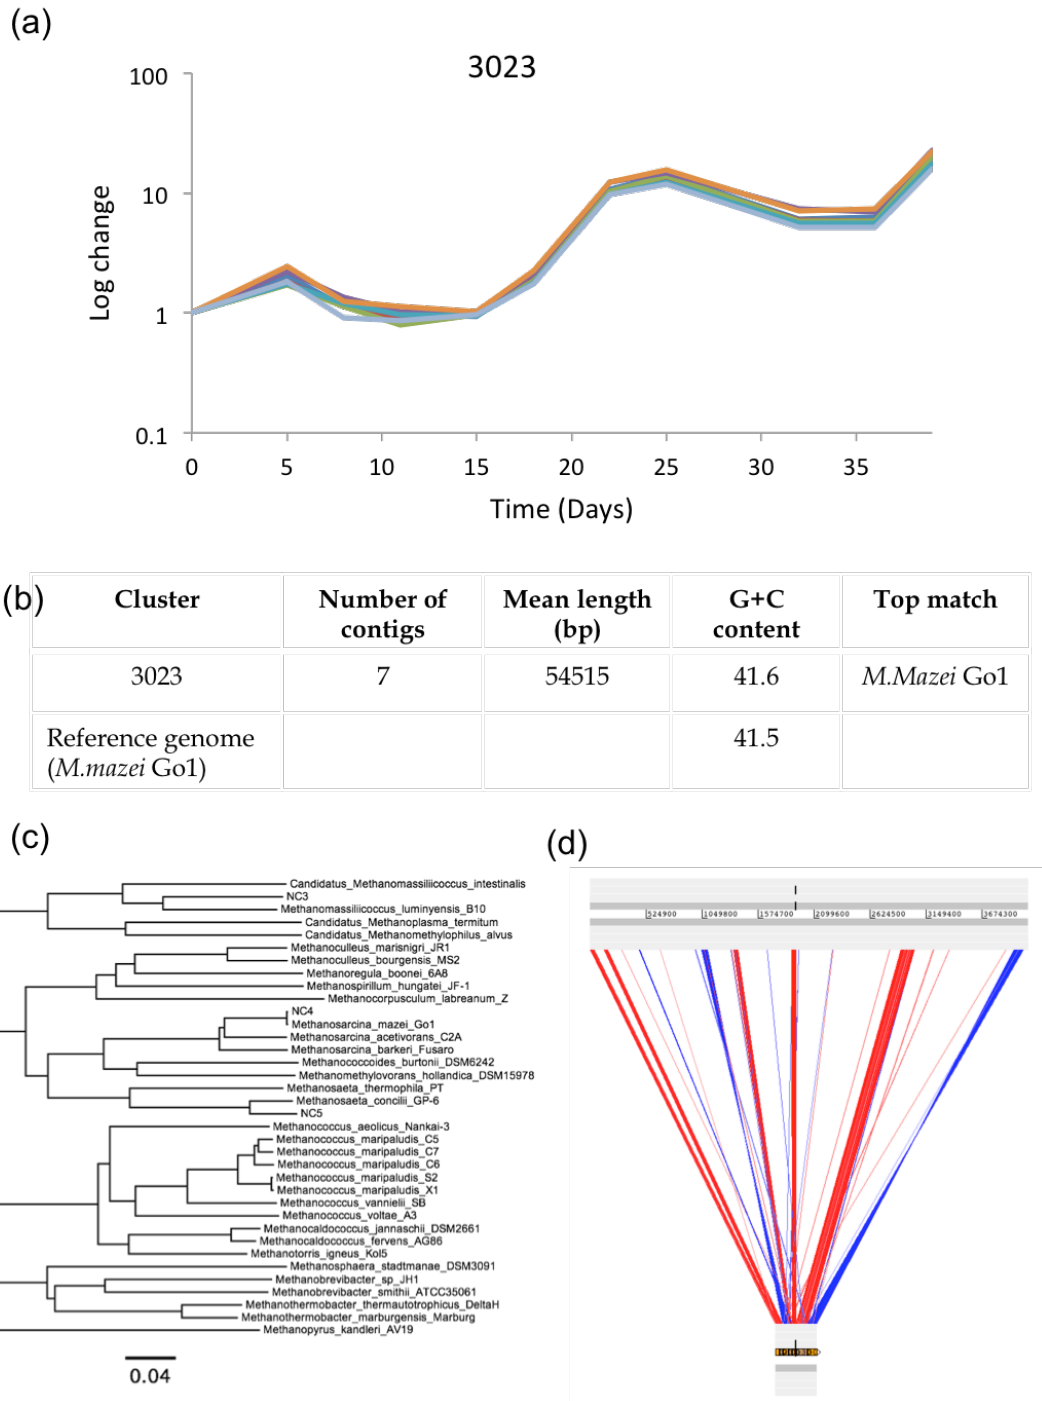 (a)
3023
100
10
1
0.1
Log change
0
5
10
15
20
25
30
35
Time (Days)
(b)
Cluster
Number of contigs
Mean length (bp)
G+C content
Top match
3023
7
54515
41.6
M.Mazei Go1
Reference genome
(M.mazei Go1)
41.5
(c)
Candidatus_Methanomassiliicoccus_intestinalis
NC3
Methanomassiliicoccus_luminyensis_B10
Candidatus_Methanoplasma_termitum
Candidatus_Methanomethylophilus_alvus
Methanoculleus_marisnigri_JR1
Methanoculleus_bourgensis_MS2
Methanoregula_boonei_6A8
Methanospirillum_hungatei_JF-1
Methanocorpusculum_labreanum_Z
NC4
Methanosarcina_mazei_Go1
Methanosarcina_acetivorans_C2A
Methanosarcina_barkeri_Fusaro
Methanococcoides_burtonii_DSM6242
Methanomethylovorans_hollandica_DSM15978
Methanosaeta_thermophila_PT
Methanosaeta_concilii_GP-6
NC5
Methanococcus_aeolicus_Nankai-3
Methanococcus_maripaludis_C5
Methanococcus_maripaludis_C7
Methanococcus_maripaludis_C6
Methanococcus_maripaludis_S2
Methanococcus_maripaludis_X1
Methanococcus_vannielii_SB
Methanococcus_voltae_A3
Methanocaldococcus_jannaschii_DSM2661
Methanocaldococcus_fervens_AG86
Methanotorris_igneus_Kol5
Methanosphaera_stadtmanae_DSM3091
Methanobrevibacter_sp_JH1
Methanobrevibacter_smithii_ATCC35061
Methanothermobacter_thermautotrophicus_DeltaH
Methanothermobacter_marburgensis_Marburg
Methanopyrus_kandleri_AV19
0.04
(d)
524900
1049800
1574700
2099600
2624500
3149400
3674300